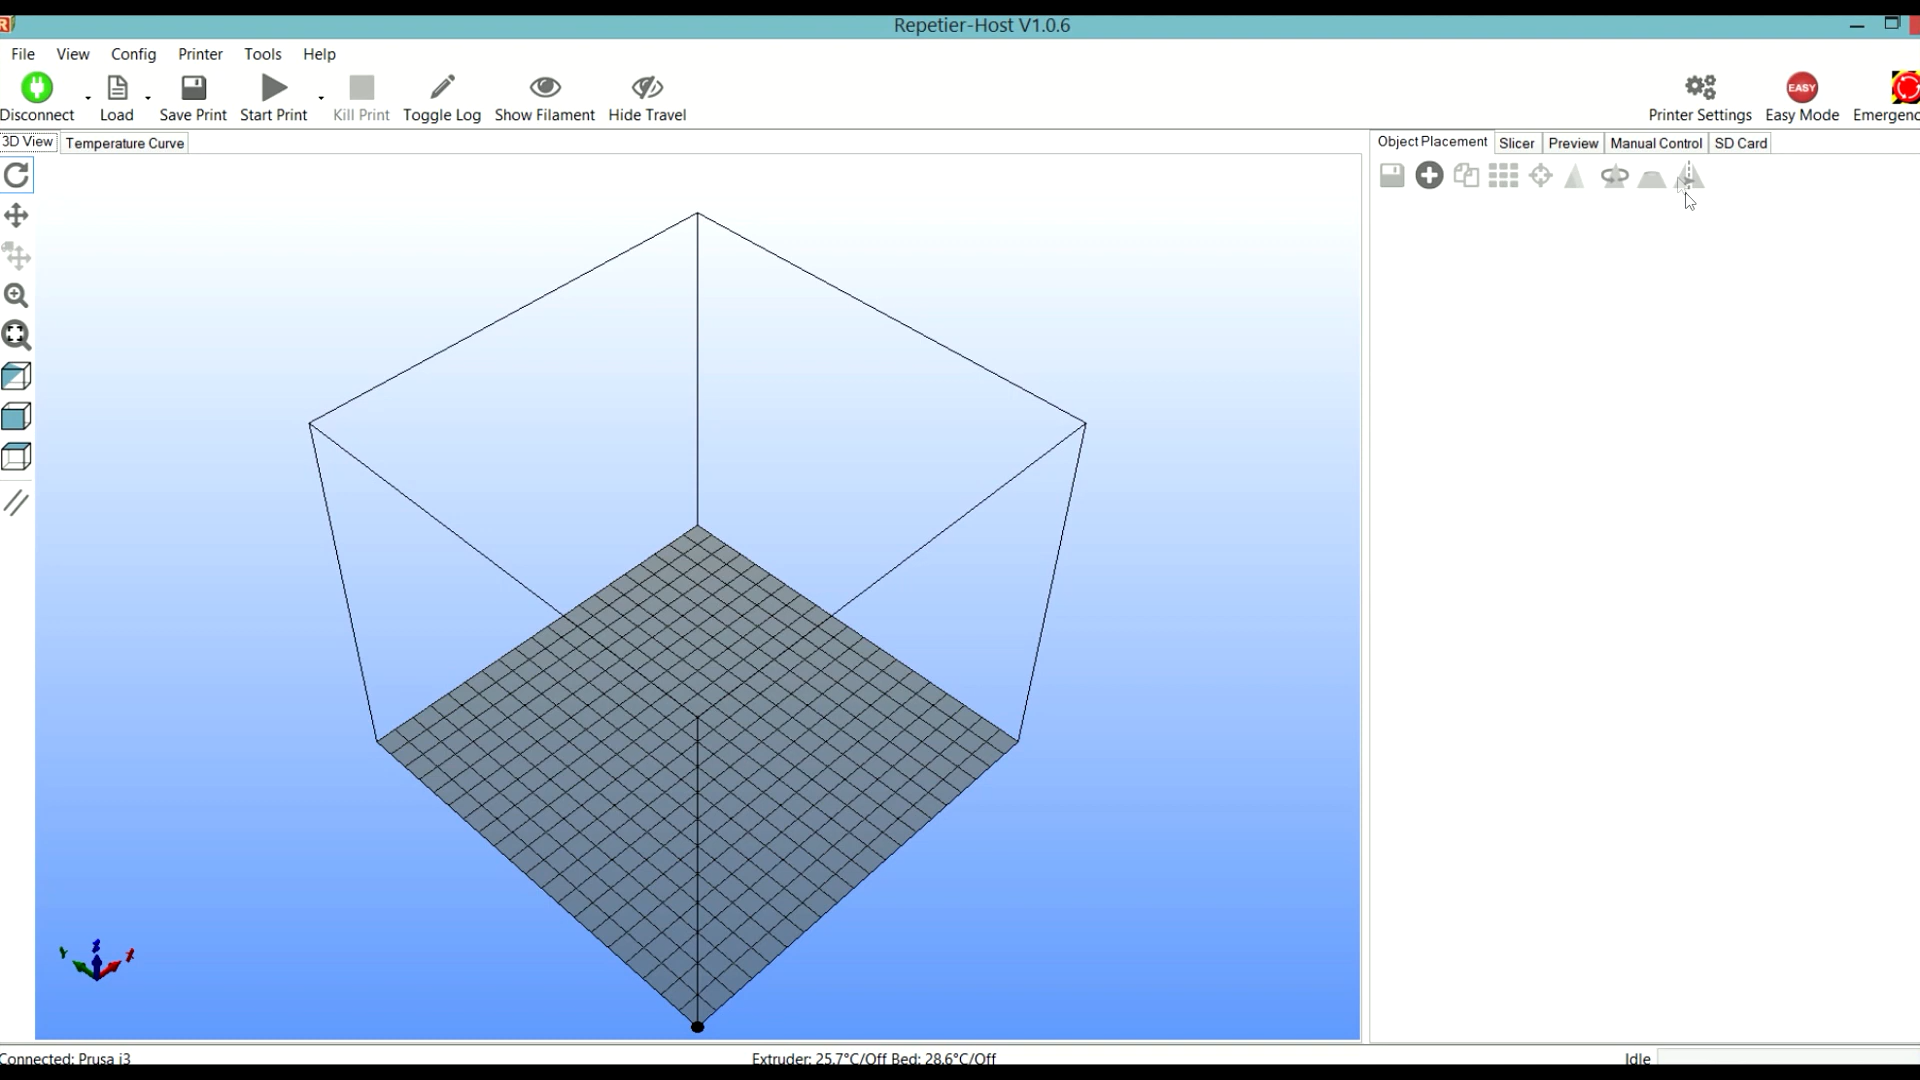 Repetier-Host V1.0.6
File View Config Printer Tools Help
Disconnect Load Save Print Start Print Kill Print Toggle Log Show Filament Hide Travel Printer Settings EASY Easy Mode Emergenc
3D View Temperature Curve Object Placement Slicer Preview Manual Control SD Card
Connected: Prusa i3 Extruder: 25.7°C/Off Bed: 28.6°C/Off Idle